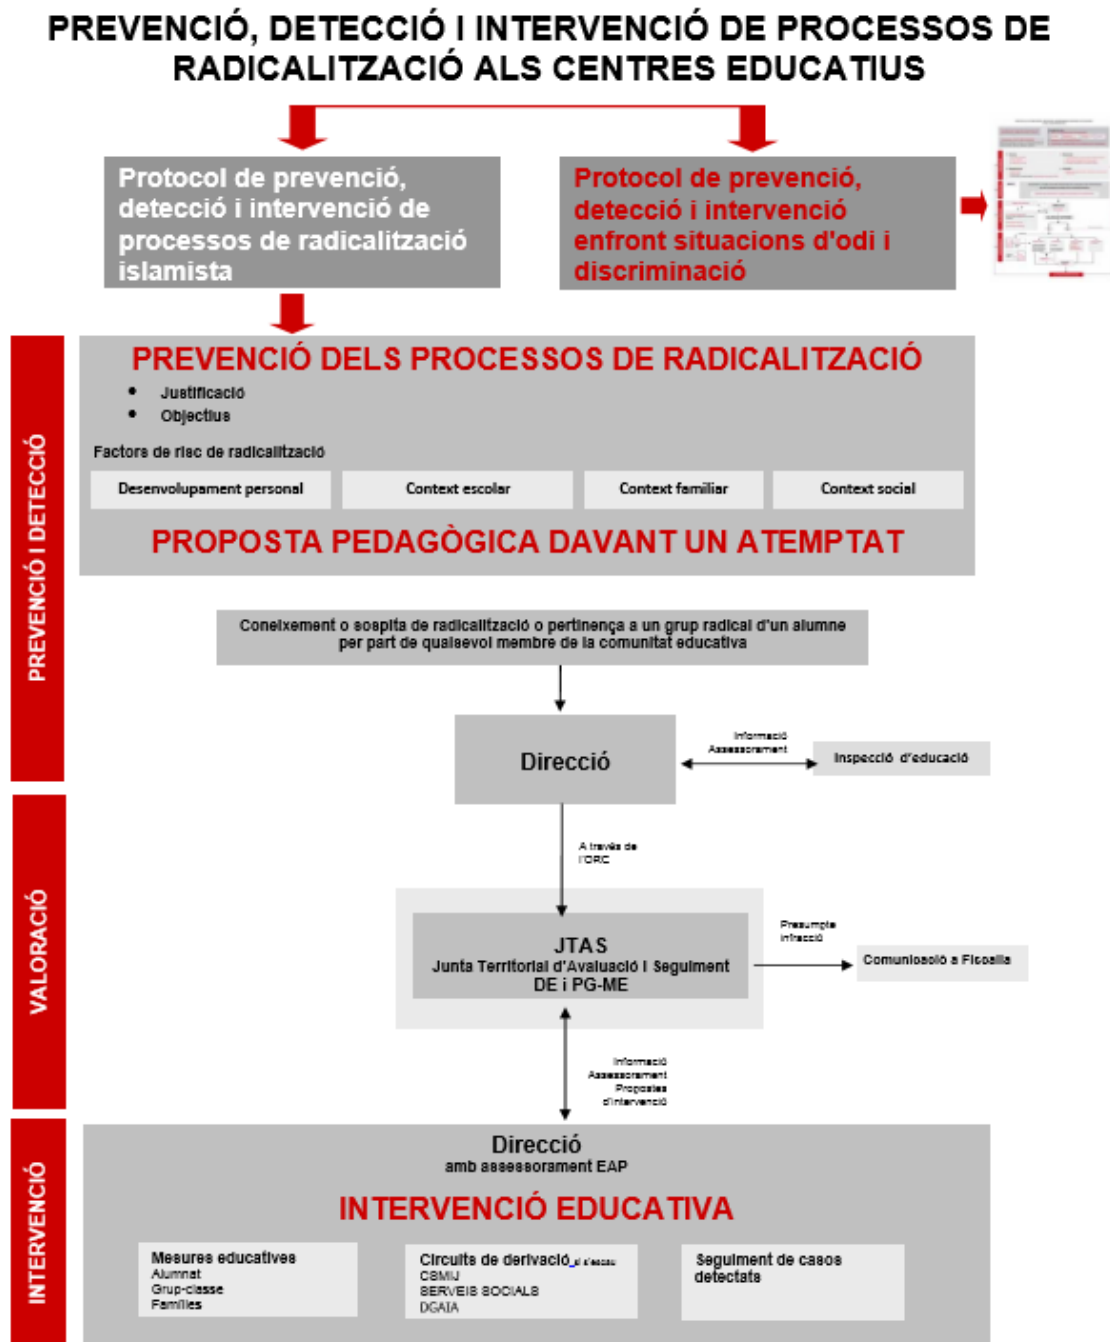 PREVENCIÓ, DETECCIÓ I INTERVENCIÓ DE PROCESSOS DE
RADICALITZACIÓ ALS CENTRES EDUCATIUS
Protocol de prevenció,
detecció i intervenció de
processos de radicalització
islamista
Protocol de prevenció,
detecció i intervenció
enfront situacions d'odi i
discriminació
PREVENCIÓ I DETECCIÓ
PREVENCIÓ DELS PROCESSOS DE RADICALITZACIÓ
• Justificació
• Objectius
Factors de risc de radicalització
Desenvolupament personal
Context escolar
Context familiar
Context social
PROPOSTA PEDAGÒGICA DAVANT UN ATEMPTAT
Coneixement o sospita de radicalització o pertinença a un grup radical d'un alumne
per part de qualsevol membre de la comunitat educativa
Direcció
Informació
Assessorament
Inspecció d'educació
VALORACIÓ
A través de
l'ORC
JTAS
Junta Territorial d'Avaluació i Seguiment
DE i PG-ME
Presumpte
infracció
Comunicació a Fiscalia
Informació
Assessorament
Propostes
d'intervenció
INTERVENCIÓ
Direcció
amb assessorament EAP
INTERVENCIÓ EDUCATIVA
Mesures educatives
Alumnat
Grup-classe
Famílies
Circuits de derivació si s'escau
CSMIJ
SERVEIS SOCIALS
DGAIA
Seguiment de casos
detectats